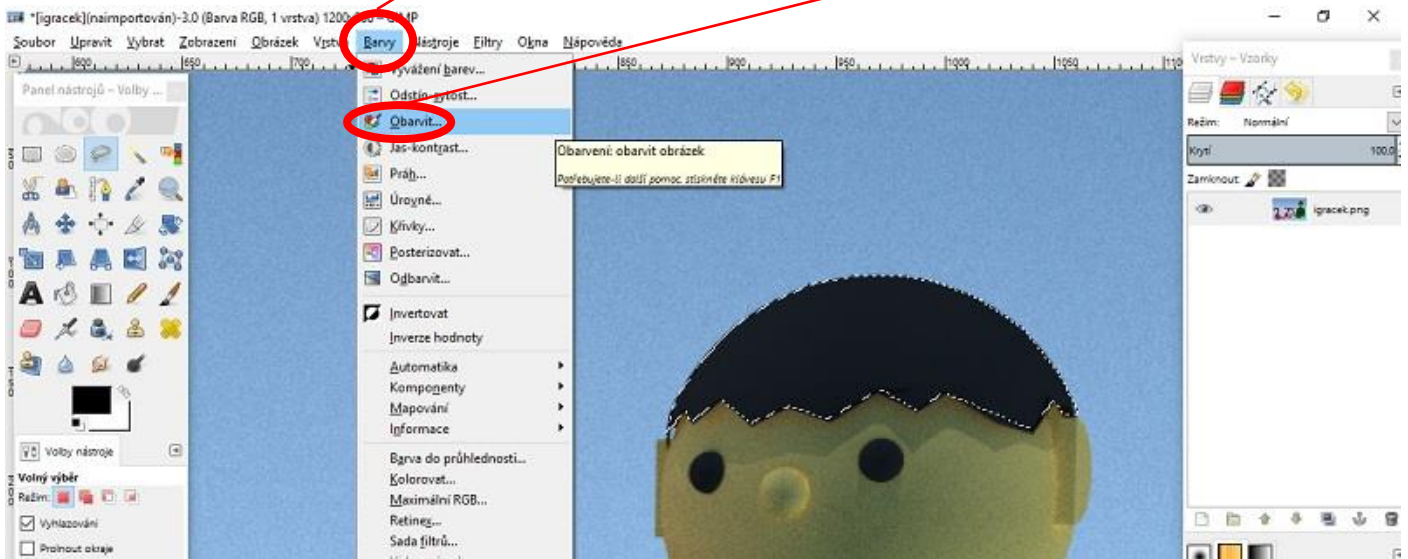 *[igracek](naimportován)-3.0 (Barva RGB, 1 vrstva) GIMP
Soubor Upravit Vybrat Zobrazení Obrázek Barvy Nástroje Filtry Okna Nápověda
Panel nástrojů – Volby ...
Vyvážení barev...
Odstín-sytost...
Obarvit...
Jas-kontrast...
Práh...
Úrovně...
Křivky...
Posterizovat...
Odbarvit...
Invertovat
Inverze hodnoty
Automatika
Komponenty
Mapování
Informace
Barva do průhlednosti...
Kolorovat...
Maximální RGB...
Retinex...
Sada filtrů...
Obarvení: obarvit obrázek
Potřebujete-li další pomoc, stiskněte klávesu F1
Volby nástroje
Volný výběr
Režim:
Vyhlazování
Prolnout okraje
Vrstvy – Vzorky
Režim: Normální
Krytí 100,0
Zamknout:
igracek.png